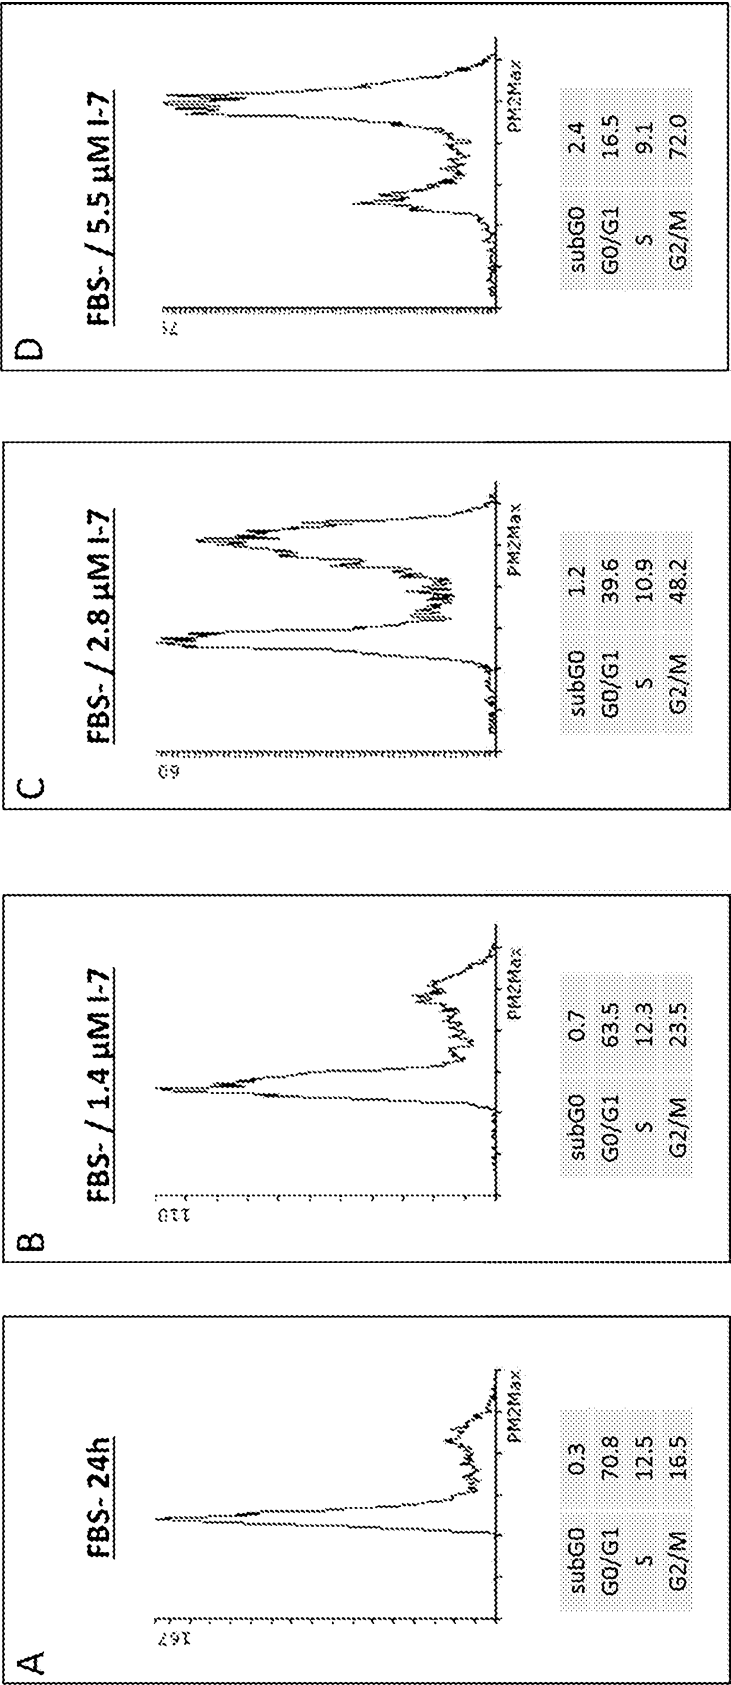 A
FBS- 24h
167
PM2Max
subG0 0.3
G0/G1 70.8
S 12.5
G2/M 16.5
B
FBS- / 1.4 µM I-7
110
PM2Max
subG0 0.7
G0/G1 63.5
S 12.3
G2/M 23.5
C
FBS- / 2.8 µM I-7
60
PM2Max
subG0 1.2
G0/G1 39.6
S 10.9
G2/M 48.2
D
FBS- / 5.5 µM I-7
PM2Max
subG0 2.4
G0/G1 16.5
S 9.1
G2/M 72.0